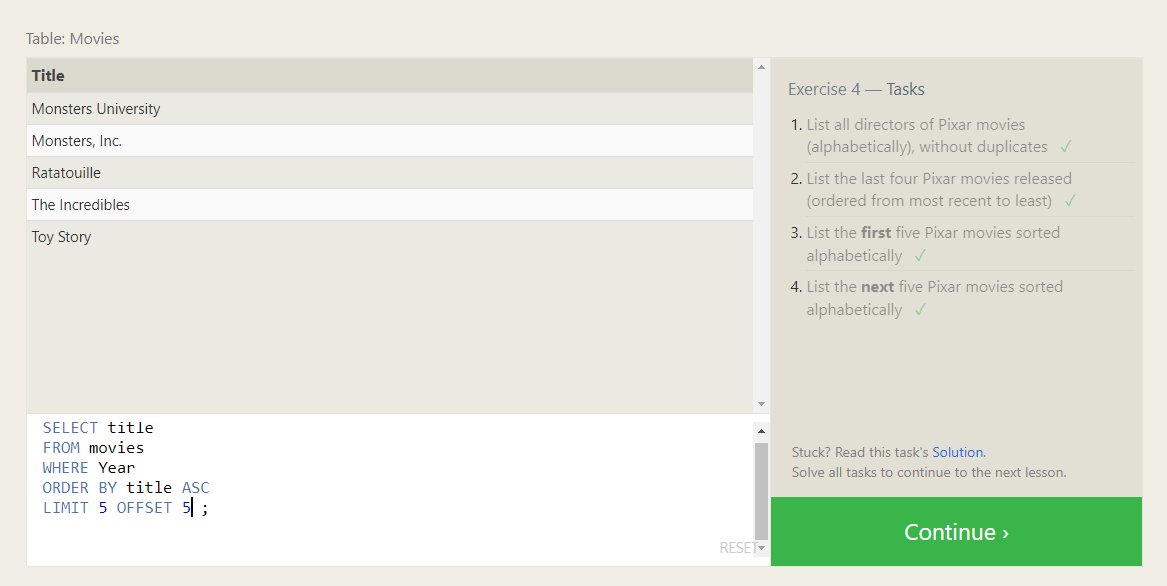 Table: Movies
Title
Monsters University
Monsters, Inc.
Ratatouille
The Incredibles
Toy Story
SELECT title
FROM movies
WHERE Year
ORDER BY title ASC
LIMIT 5 OFFSET 5 ;
RESET
Exercise 4 — Tasks
1. List all directors of Pixar movies
(alphabetically), without duplicates ✓
2. List the last four Pixar movies released
(ordered from most recent to least) ✓
3. List the first five Pixar movies sorted
alphabetically ✓
4. List the next five Pixar movies sorted
alphabetically ✓
Stuck? Read this task's Solution.
Solve all tasks to continue to the next lesson.
Continue ›